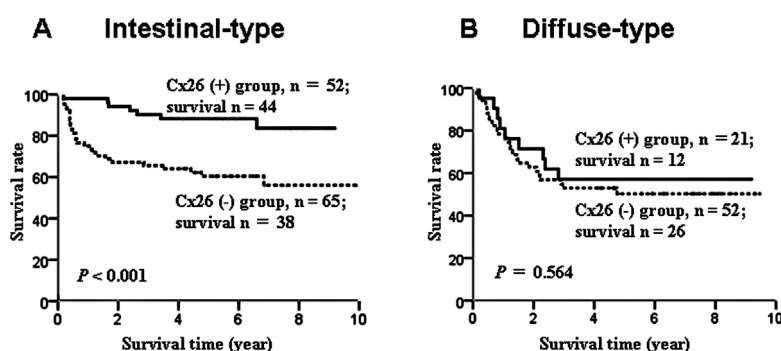 A Intestinal-type
Cx26 (+) group, n = 52;
survival n = 44
100
80
60
40
20
0
Survival rate
Cx26 (-) group, n = 65;
survival n = 38
P < 0.001
0 2 4 6 8 10
Survival time (year)
B Diffuse-type
100
80
60
40
20
0
Survival rate
Cx26 (+) group, n = 21;
survival n = 12
Cx26 (-) group, n = 52;
survival n = 26
P = 0.564
0 2 4 6 8 10
Survival time (year)